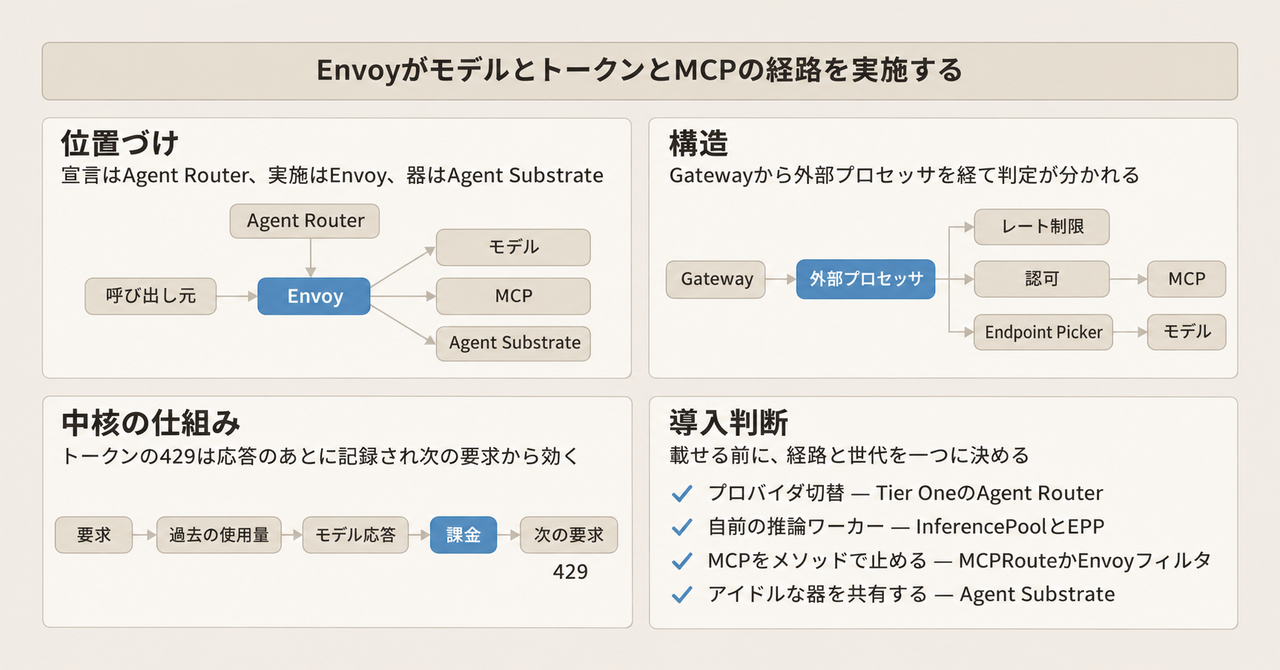 EnvoyがモデルとトークンとMCPの経路を実施する
位置づけ
宣言はAgent Router、実施はEnvoy、器はAgent Substrate
Agent Router
呼び出し元
Envoy
モデル
MCP
Agent Substrate
構造
Gatewayから外部プロセッサを経て判定が分かれる
Gateway
外部プロセッサ
レート制限
認可
MCP
Endpoint Picker
モデル
中核の仕組み
トークンの429は応答のあとに記録され次の要求から効く
要求
過去の使用量
モデル応答
課金
次の要求
429
導入判断
載せる前に、経路と世代を一つに決める
プロバイダ切替 — Tier OneのAgent Router
自前の推論ワーカー — InferencePoolとEPP
MCPをメソッドで止める — MCPRouteかEnvoyフィルタ
アイドルな器を共有する — Agent Substrate